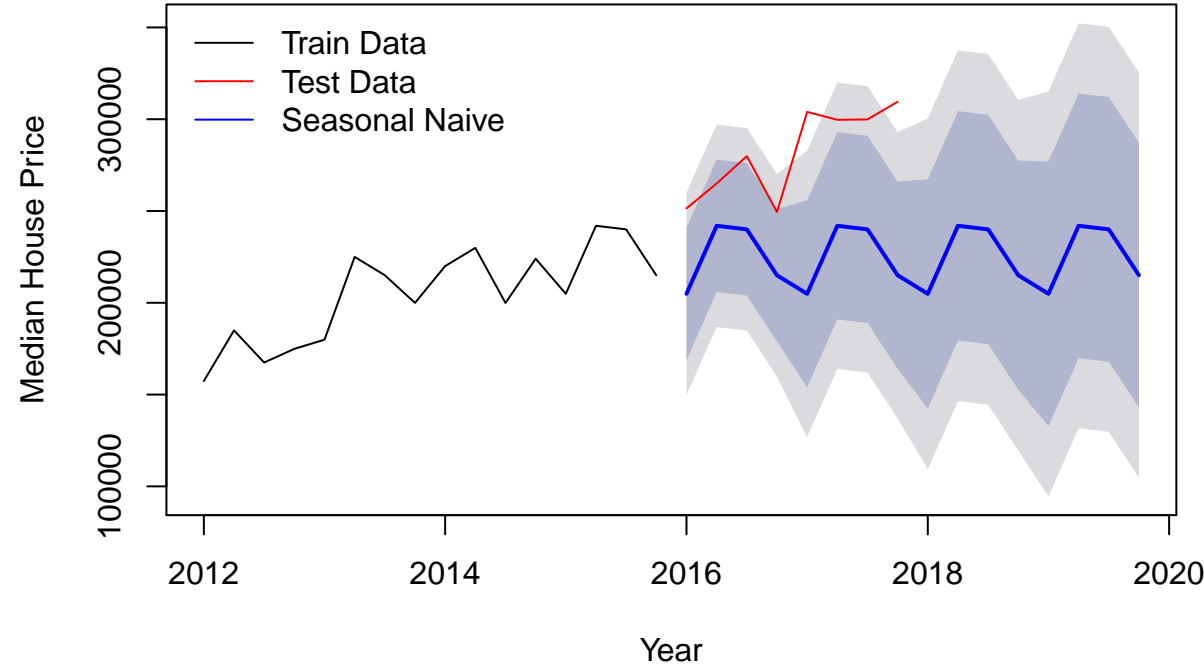 Train Data
Test Data
Seasonal Naive
Median House Price
300000
200000
100000
2012 2014 2016 2018 2020
Year